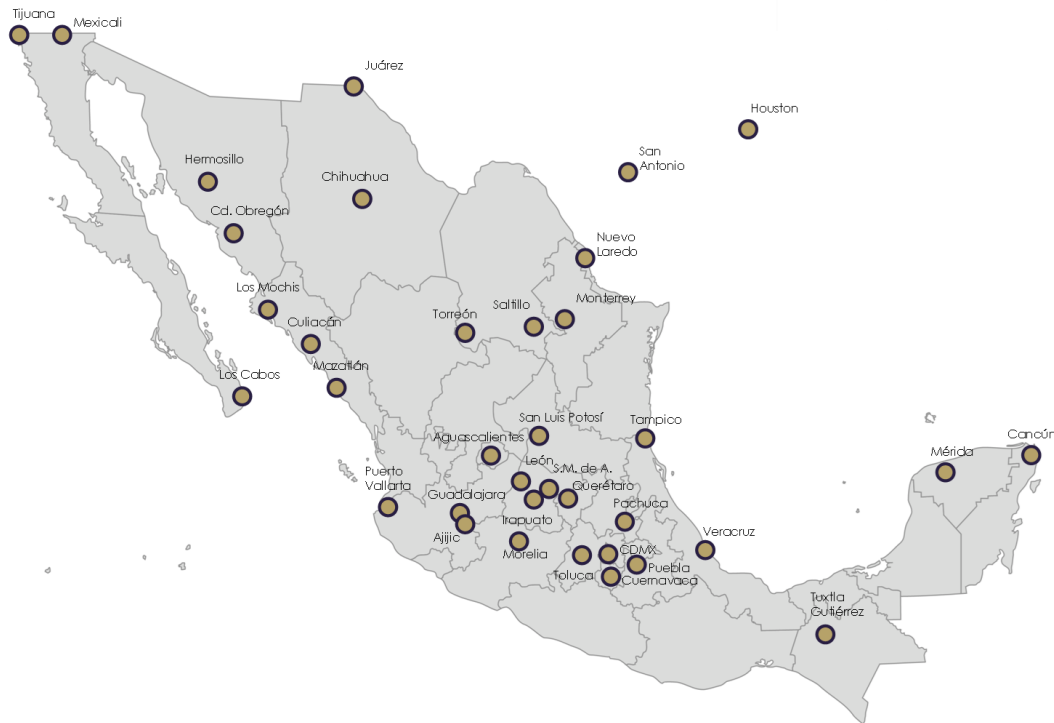 Tijuana
Mexicali
Juárez
Houston
San
Antonio
Hermosillo
Chihuahua
Cd. Obregón
Nuevo
Laredo
Los Mochis
Saltillo
Monterrey
Torreón
Culiacán
Mazatlán
Los Cabos
San Luis Potosí
Tampico
Aguascalientes
Cancún
Mérida
León
S.M. de A.
Puerto
Vallarta
Querétaro
Guadalajara
Pachuca
Irapuato
Ajijic
Veracruz
Morelia
CDMX
Puebla
Toluca
Cuernavaca
Tuxtla
Gutiérrez